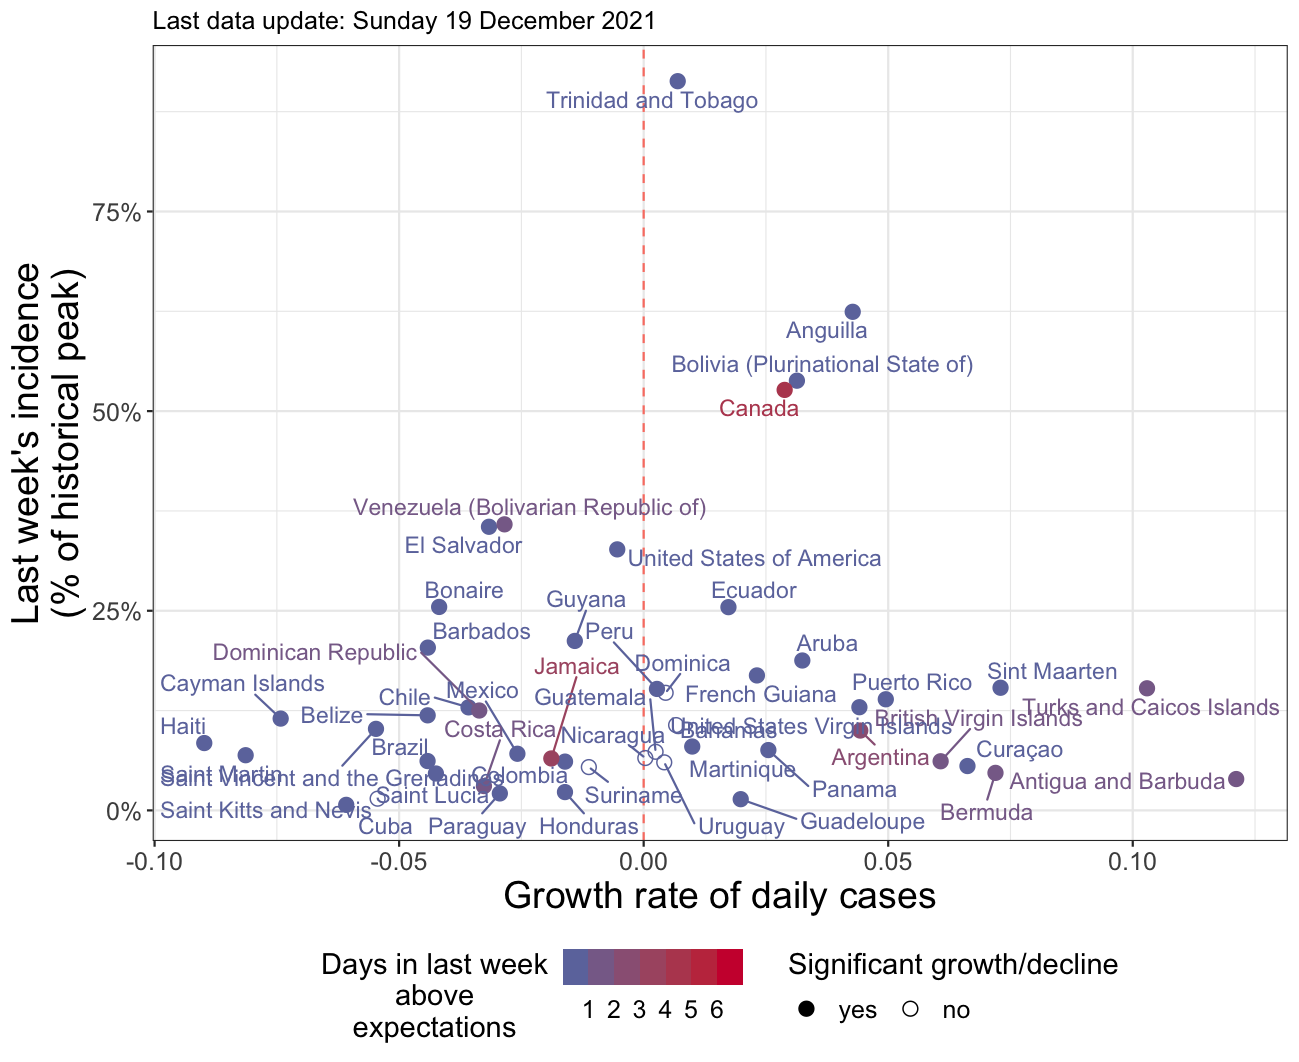 Last data update: Sunday 19 December 2021
Last week's incidence
(% of historical peak)
75%
50%
25%
0%
Trinidad and Tobago
Anguilla
Bolivia (Plurinational State of)
Canada
Venezuela (Bolivarian Republic of)
El Salvador
United States of America
Bonaire
Guyana
Ecuador
Barbados
Peru
Dominican Republic
Aruba
Jamaica
Dominica
Sint Maarten
Cayman Islands
Chile
Mexico
Guatemala
French Guiana
Puerto Rico
Turks and Caicos Islands
Belize
British Virgin Islands
Haiti
Costa Rica
United States Virgin Islands
Nicaragua
Bahamas
Brazil
Curaçao
Argentina
Saint Martin
Saint Vincent and the Grenadines
Colombia
Martinique
Antigua and Barbuda
Saint Lucia
Suriname
Panama
Saint Kitts and Nevis
Bermuda
Cuba
Paraguay
Honduras
Uruguay
Guadeloupe
-0.10
-0.05
0.00
0.05
0.10
Growth rate of daily cases
Days in last week
above
expectations
1 2 3 4 5 6
Significant growth/decline
yes
no